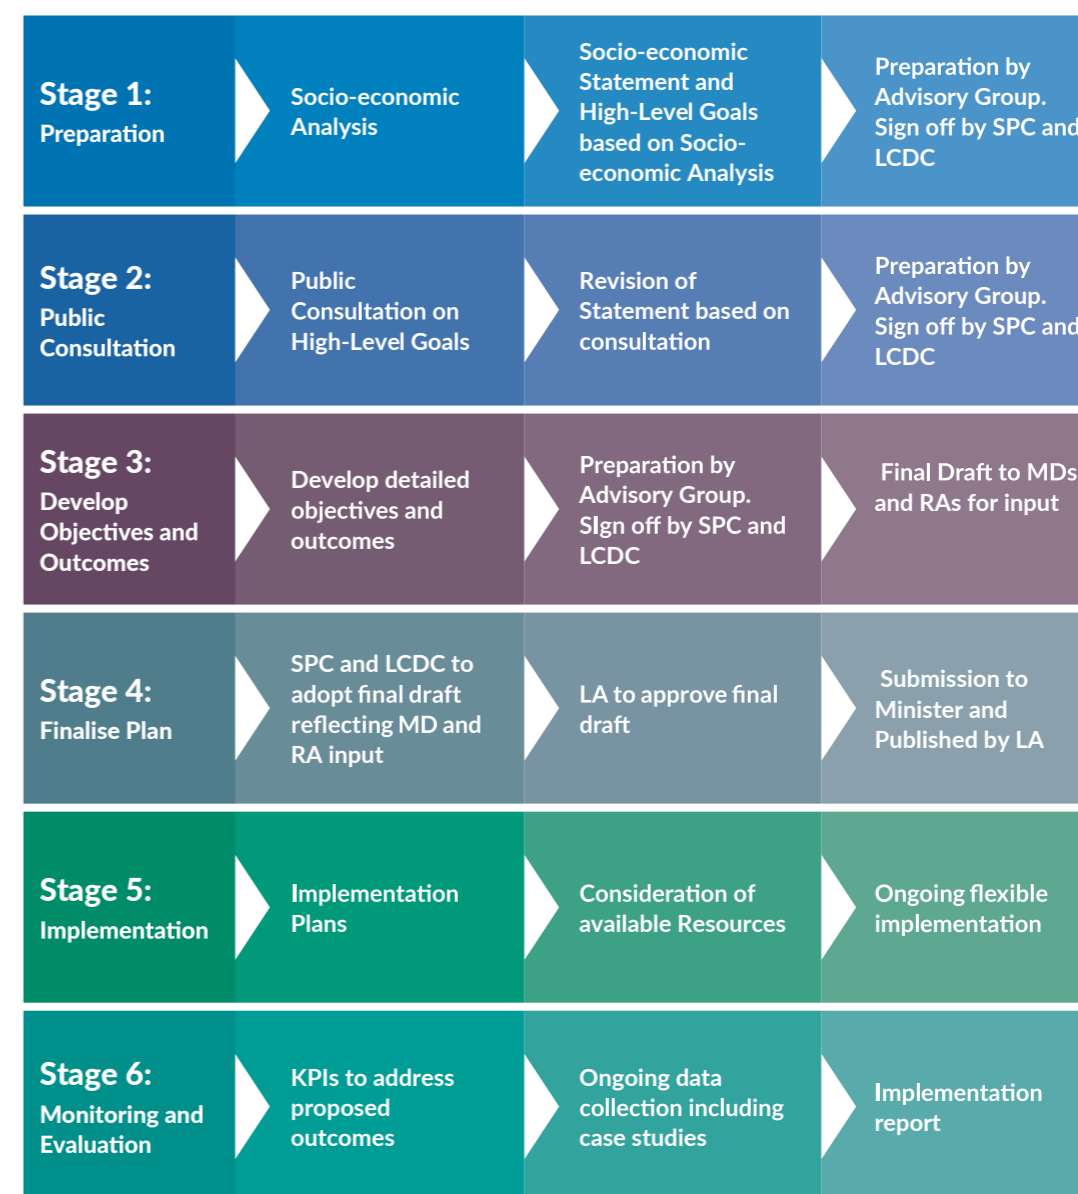 Stage 1:
Preparation
Socio-economic
Analysis
Socio-economic
Statement and
High-Level Goals
based on Socio-
economic Analysis
Preparation by
Advisory Group.
Sign off by SPC and
LCDC
Stage 2:
Public
Consultation
Public
Consultation on
High-Level Goals
Revision of
Statement based on
consultation
Preparation by
Advisory Group.
Sign off by SPC and
LCDC
Stage 3:
Develop
Objectives and
Outcomes
Develop detailed
objectives and
outcomes
Preparation by
Advisory Group.
SIgn off by SPC and
LCDC
Final Draft to MDs
and RAs for input
Stage 4:
Finalise Plan
SPC and LCDC to
adopt final draft
reflecting MD and
RA input
LA to approve final
draft
Submission to
Minister and
Published by LA
Stage 5:
Implementation
Implementation
Plans
Consideration of
available Resources
Ongoing flexible
implementation
Stage 6:
Monitoring and
Evaluation
KPIs to address
proposed
outcomes
Ongoing data
collection including
case studies
Implementation
report